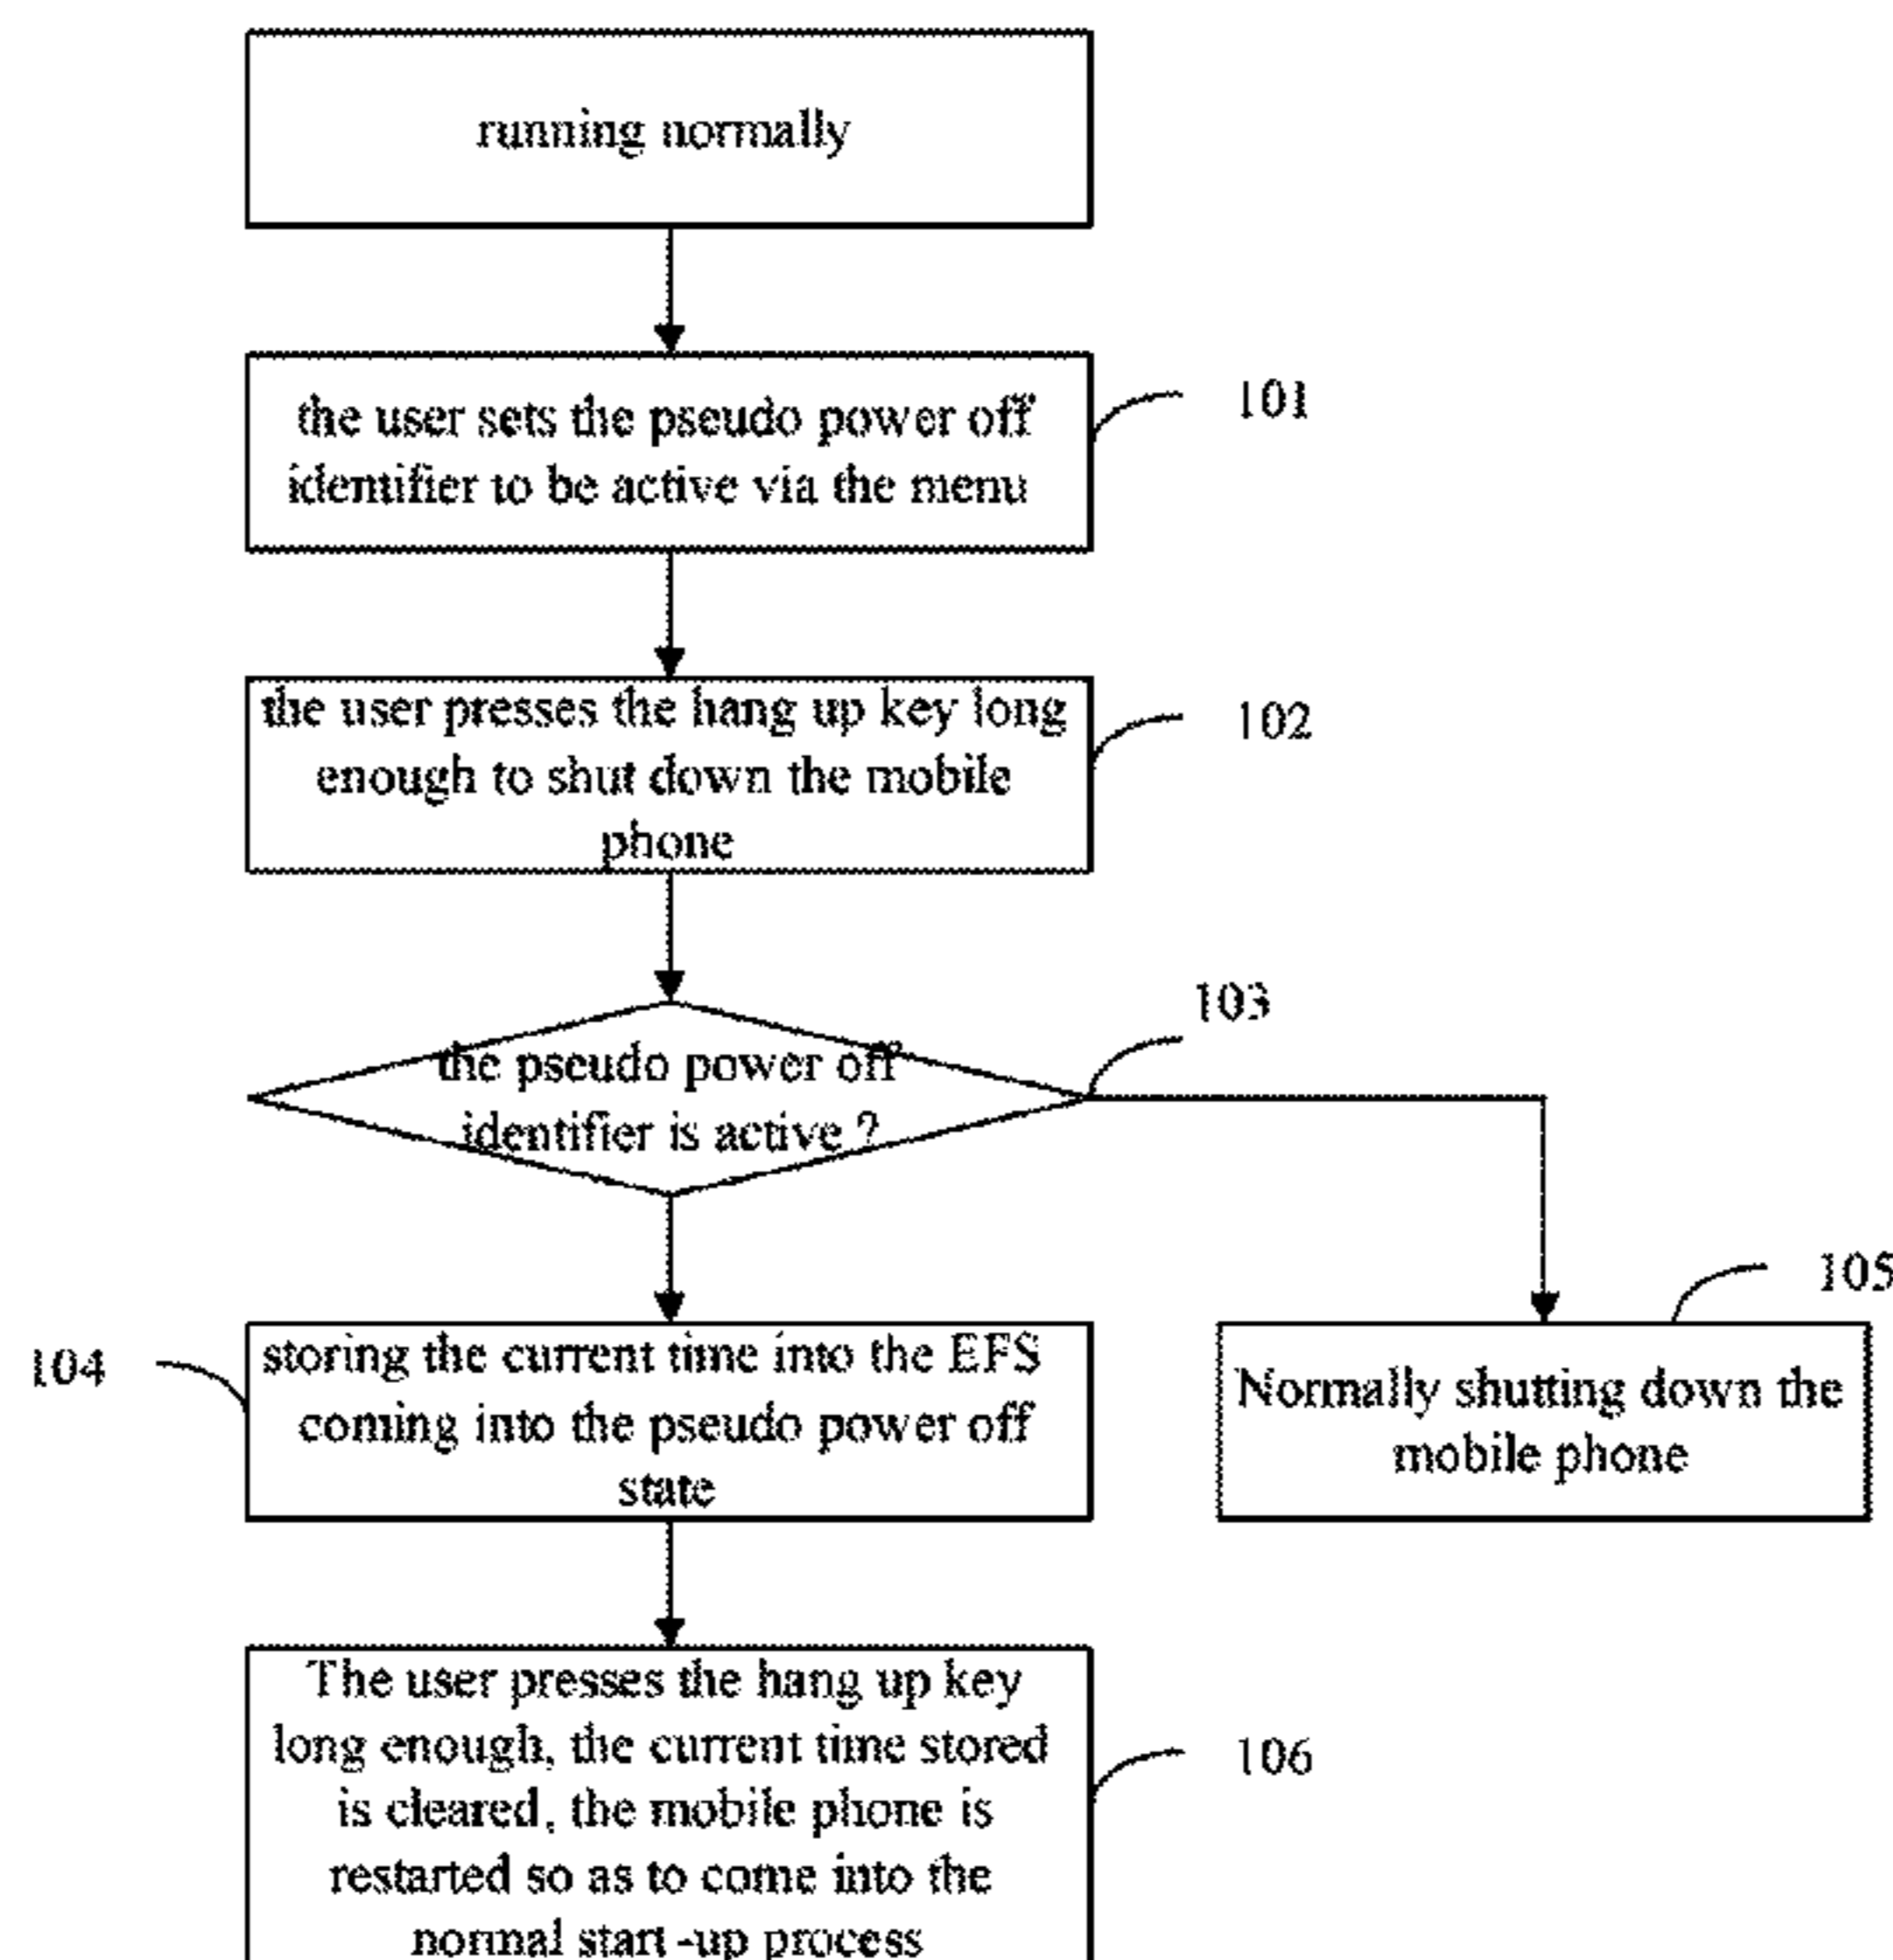 running normally
the user sets the pseudo power off
identifier to be active via the menu
101
the user presses the hang up key long
enough to shut down the mobile
phone
102
103
the pseudo power off
identifier is active ?
104
storing the current time into the EFS
coming into the pseudo power off
state
105
Normally shutting down the
mobile phone
The user presses the hang up key
long enough, the current time stored
is cleared, the mobile phone is
restarted so as to come into the
normal start-up process
106